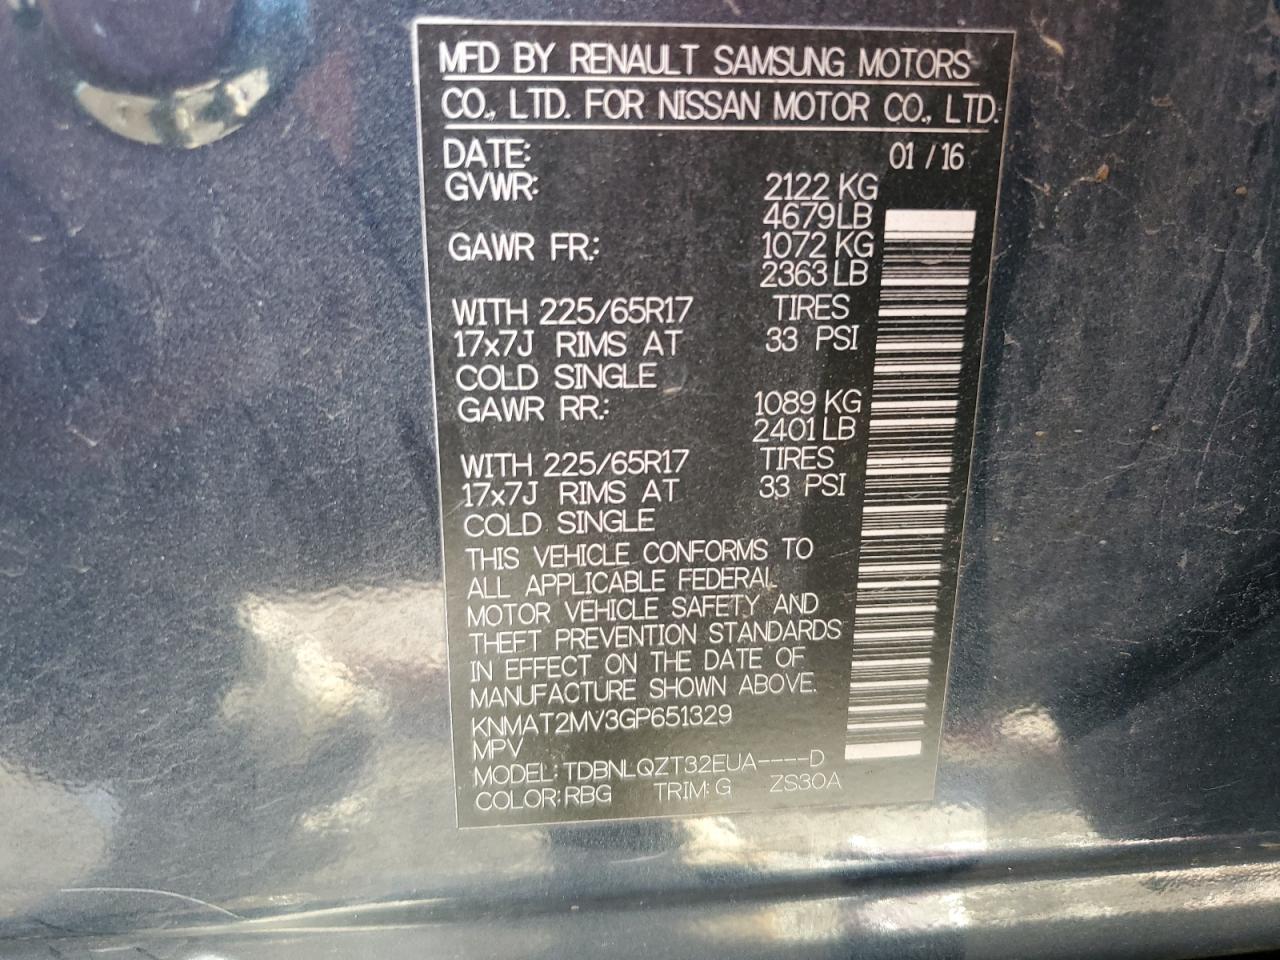 MFD BY RENAULT SAMSUNG MOTORS
CO., LTD. FOR NISSAN MOTOR CO., LTD.
DATE: 01 / 16
GVWR: 2122 KG
4679 LB
GAWR FR.: 1072 KG
2363 LB
WITH 225/65R17 TIRES
17x7J RIMS AT 33 PSI
COLD SINGLE
GAWR RR.: 1089 KG
2401 LB
WITH 225/65R17 TIRES
17x7J RIMS AT 33 PSI
COLD SINGLE
THIS VEHICLE CONFORMS TO
ALL APPLICABLE FEDERAL
MOTOR VEHICLE SAFETY AND
THEFT PREVENTION STANDARDS
IN EFFECT ON THE DATE OF
MANUFACTURE SHOWN ABOVE.
KNMAT2MV3GP651329
MPV
MODEL: TDBNLQZT32EUA----D
COLOR: RBG TRIM: G ZS30A